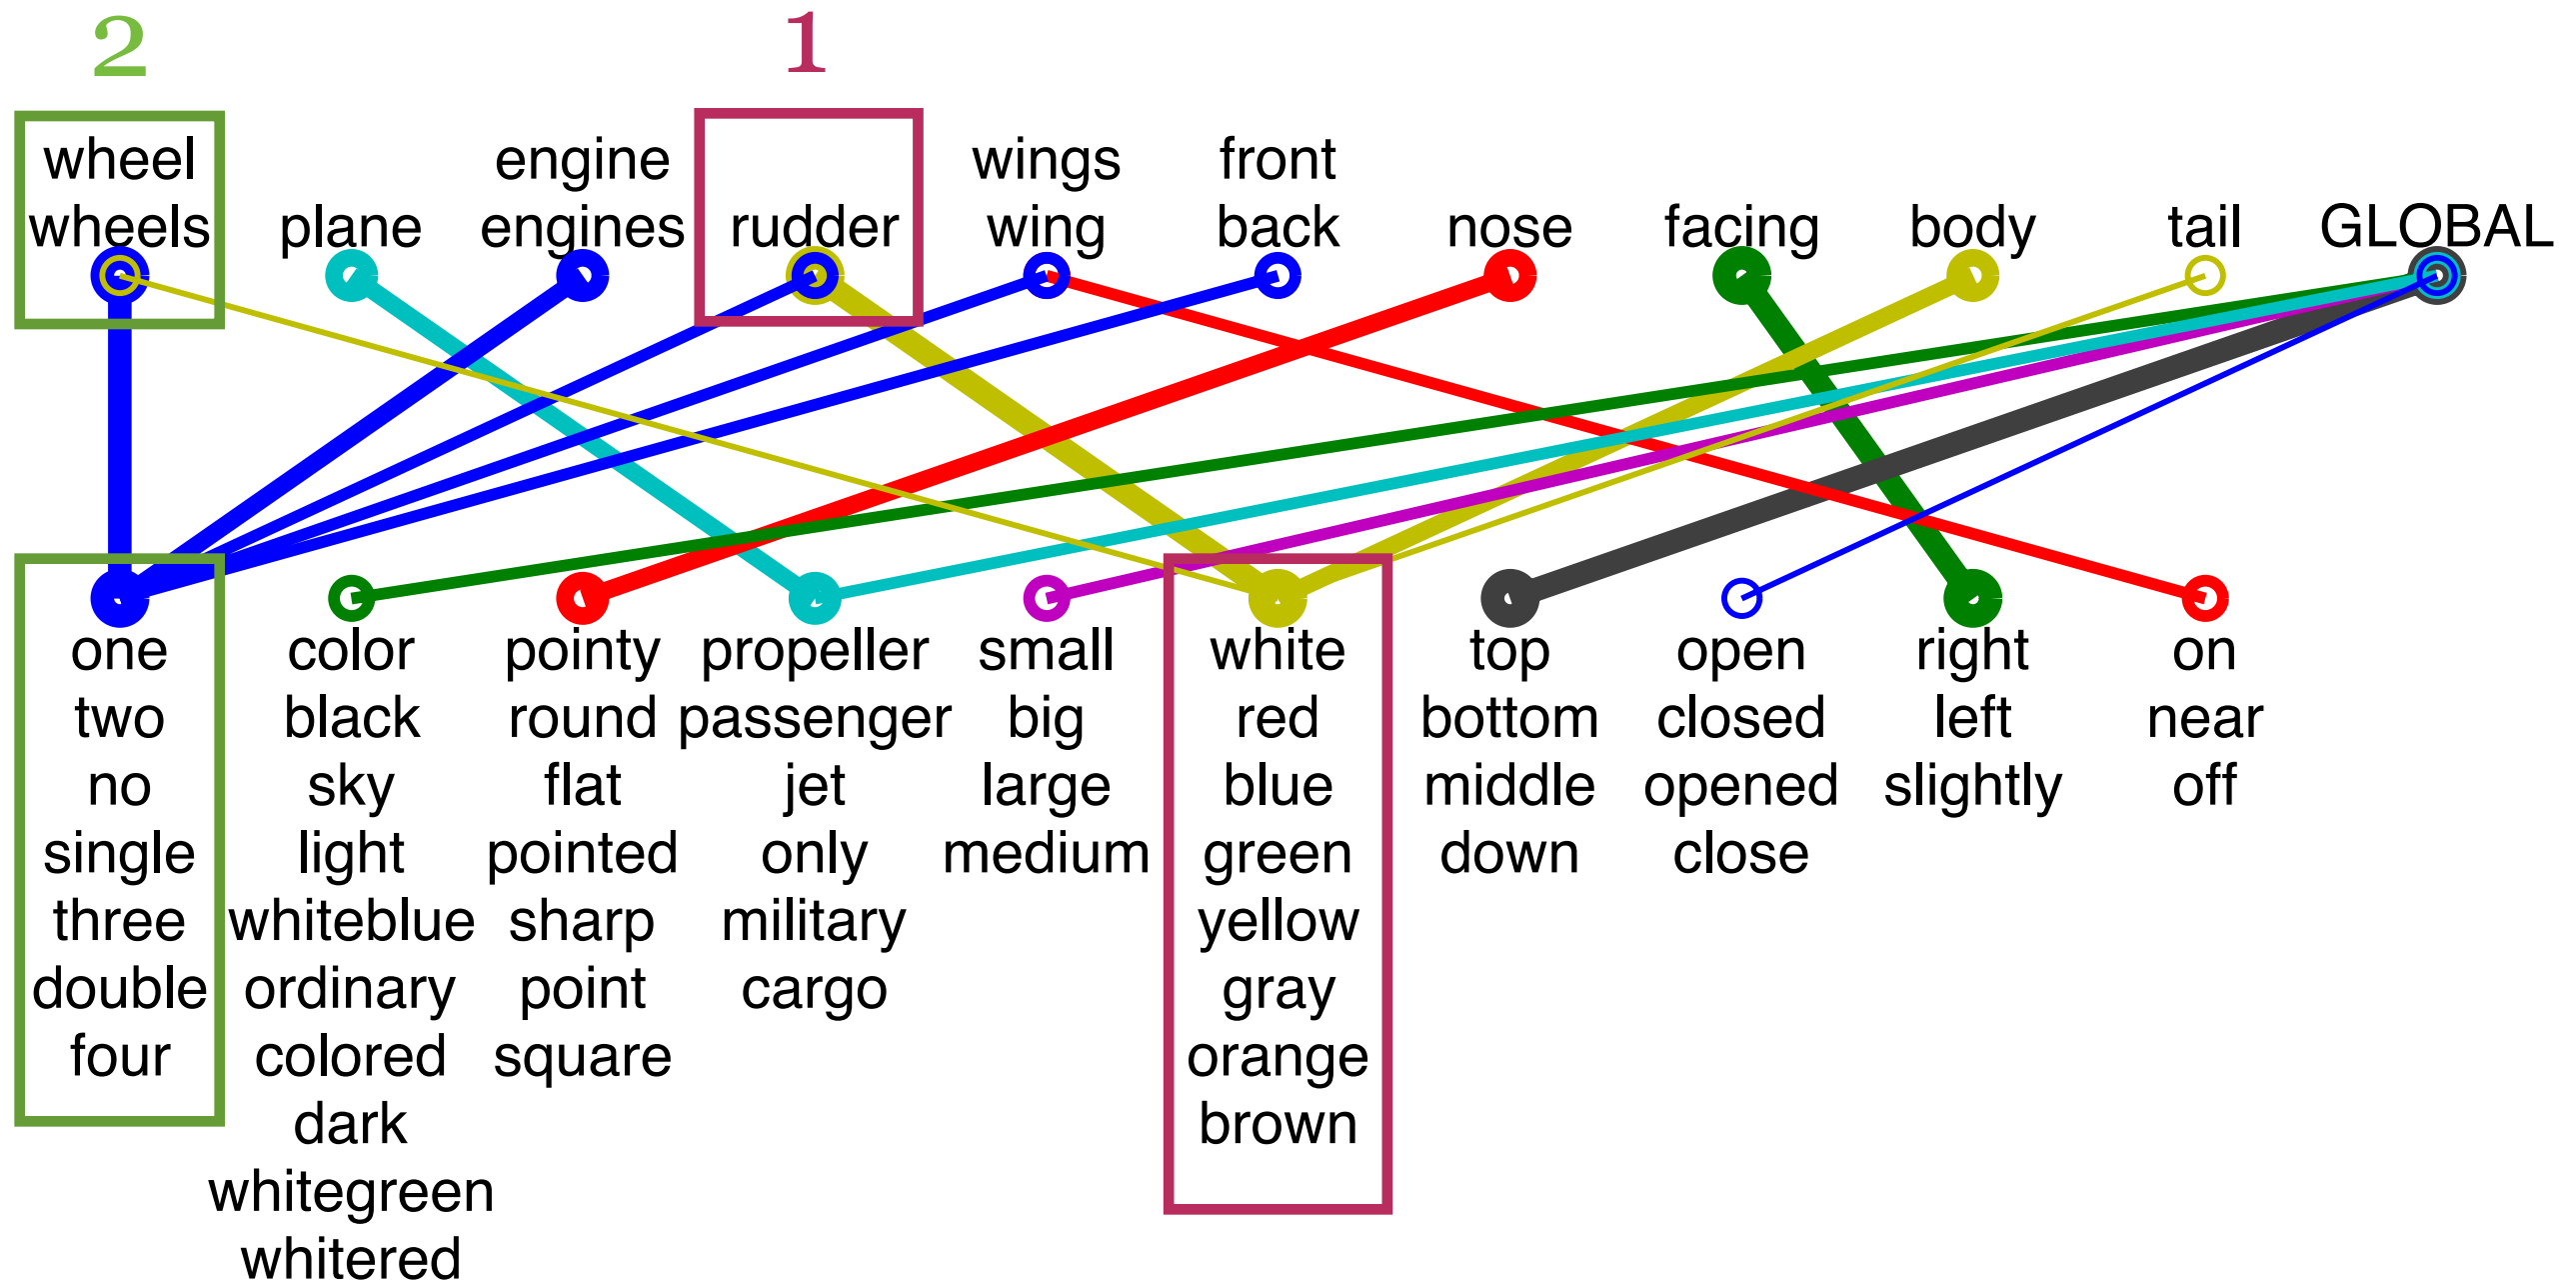 2
1
wheel
wheels
plane
engine
engines
rudder
wings
wing
front
back
nose
facing
body
tail
GLOBAL
one
two
no
single
three
double
four
color
black
sky
light
whiteblue
ordinary
colored
dark
whitegreen
whitered
pointy
round
flat
pointed
sharp
point
square
propeller
passenger
jet
only
military
cargo
small
big
large
medium
white
red
blue
green
yellow
gray
orange
brown
top
bottom
middle
down
open
closed
opened
close
right
left
slightly
on
near
off